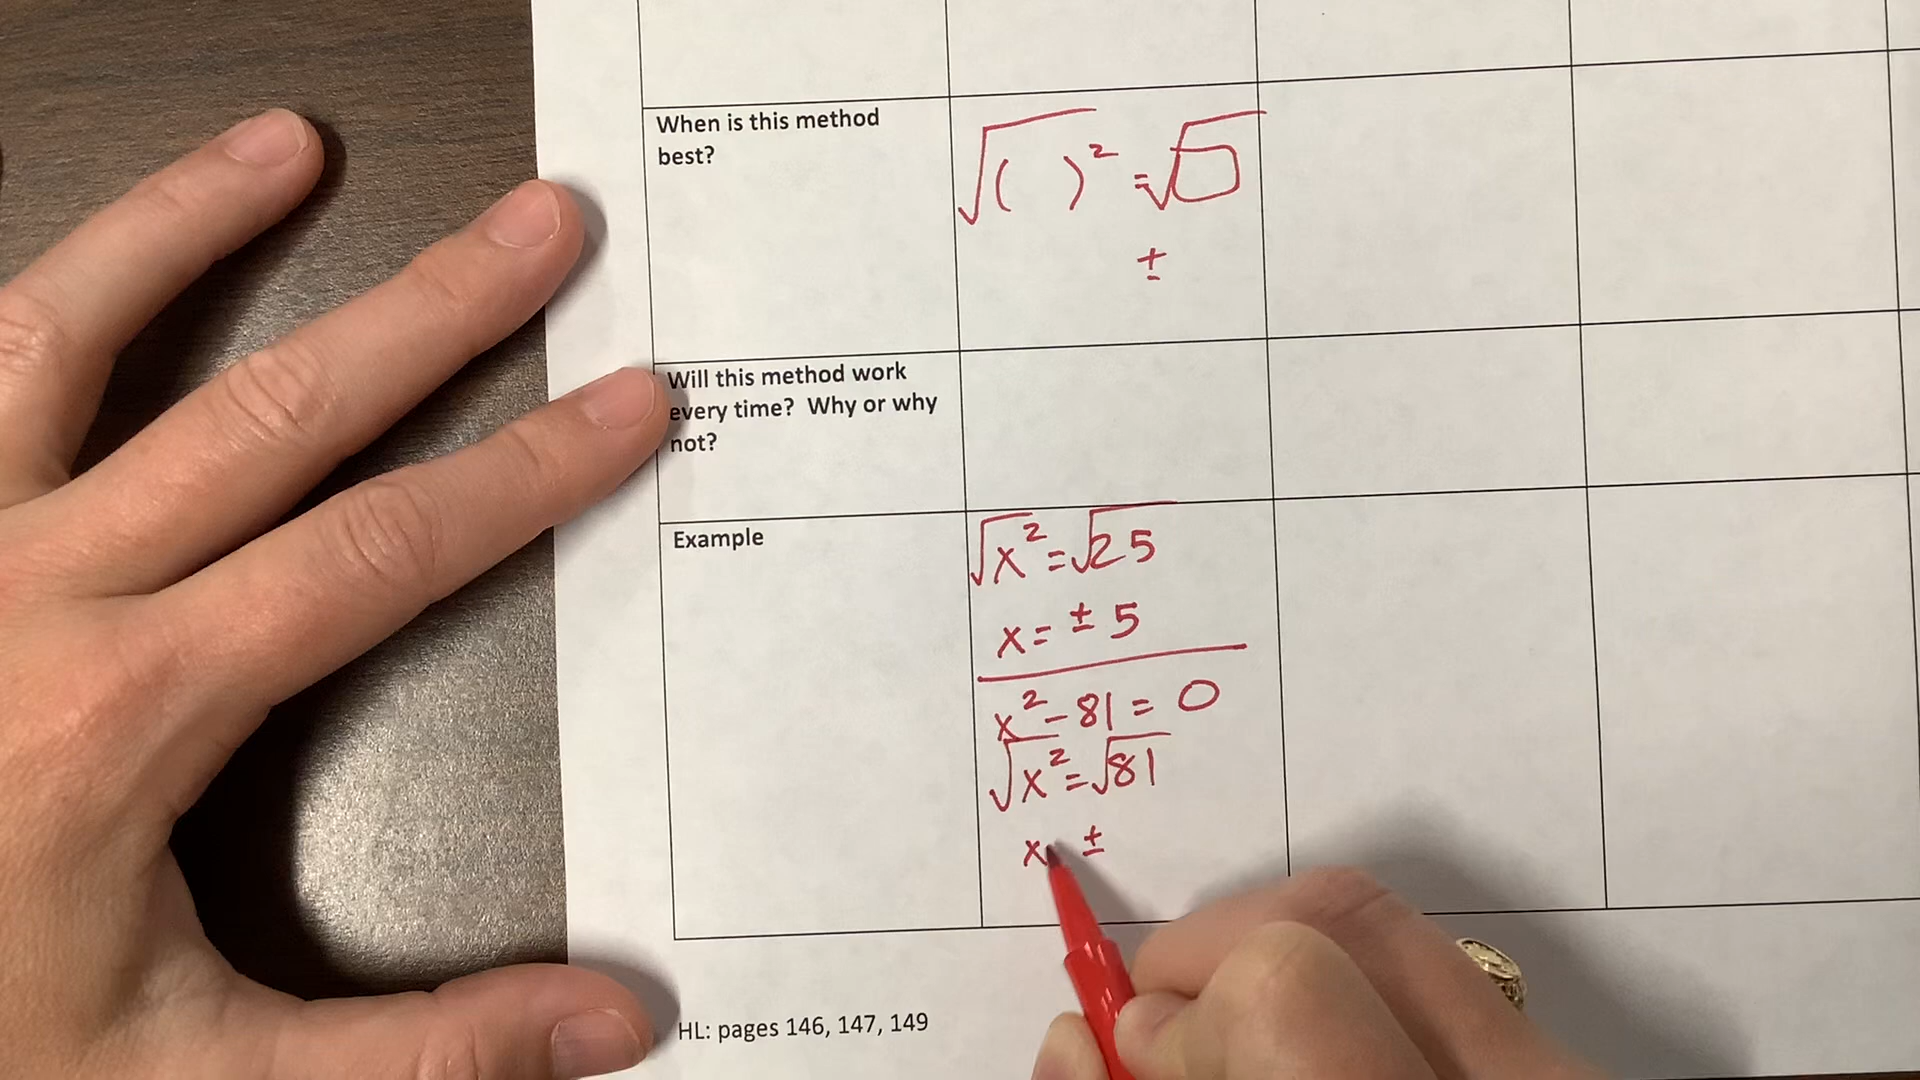 When is this method
best?
√( )² = √□
±
Will this method work
every time? Why or why
not?
Example
√x² = √25
x = ± 5
x² - 81 = 0
√x² = √81
x ±
HL: pages 146, 147, 149